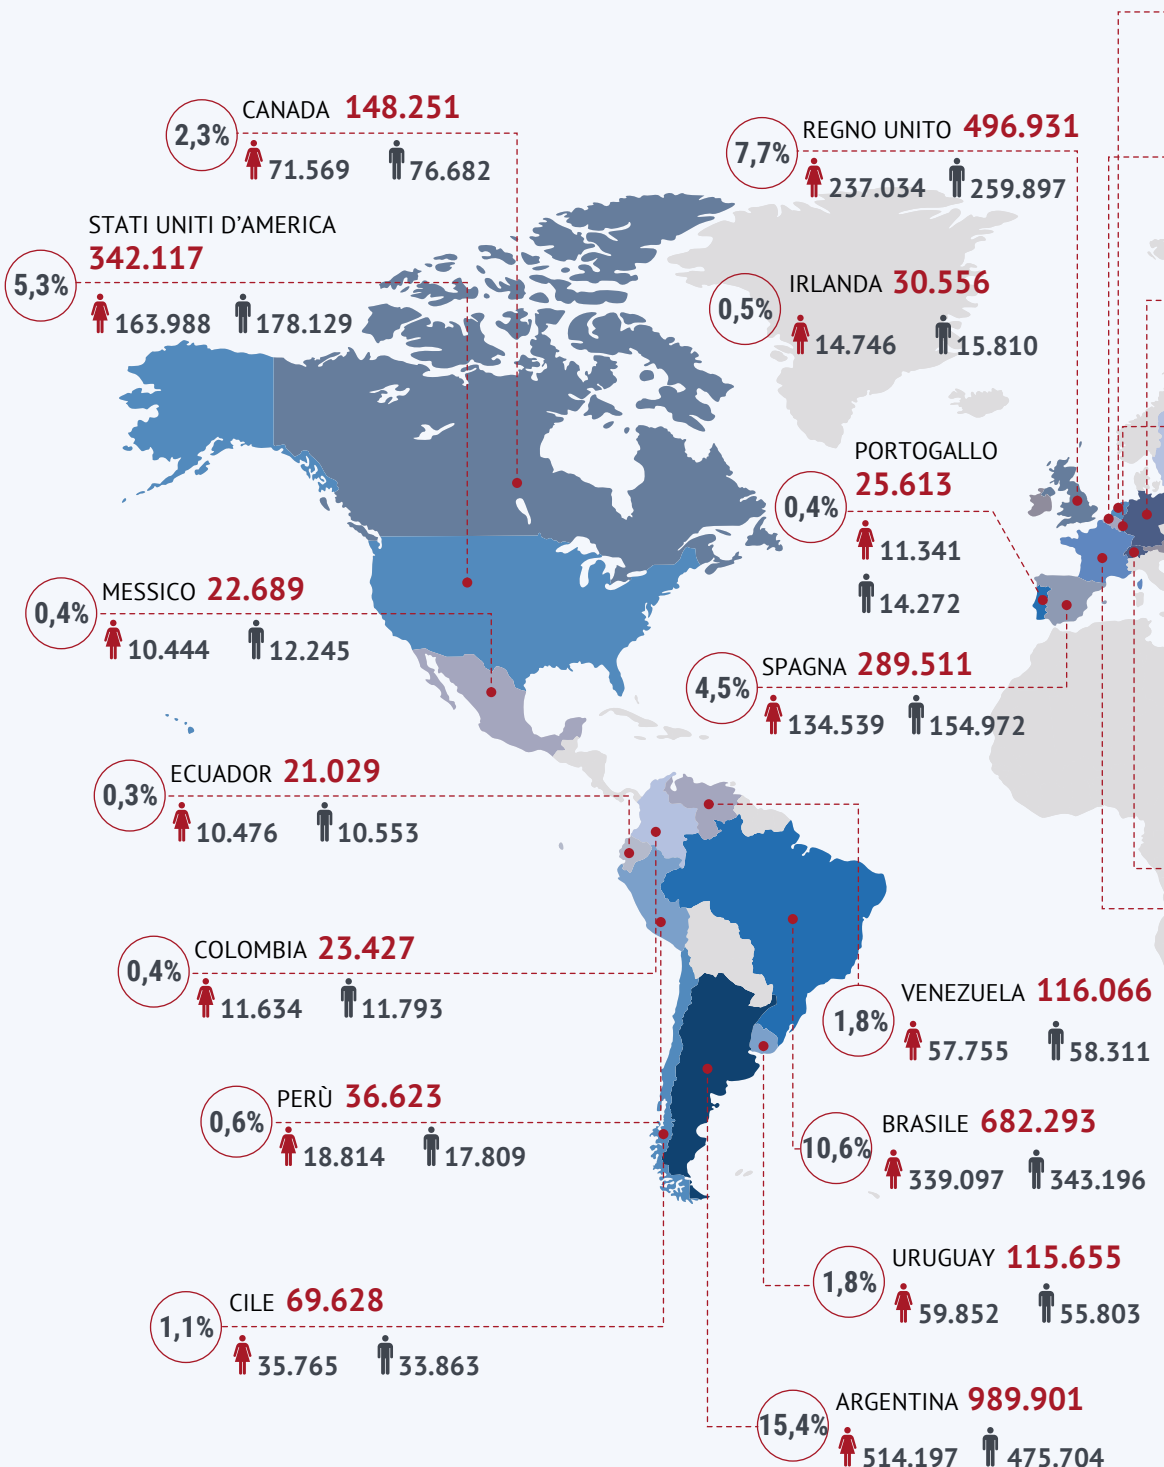 CANADA 148.251
2,3%
71.569 76.682
STATI UNITI D'AMERICA
342.117
5,3%
163.988 178.129
REGNO UNITO 496.931
7,7%
237.034 259.897
IRLANDA 30.556
0,5%
14.746 15.810
PORTOGALLO
25.613
0,4%
11.341
14.272
MESSICO 22.689
0,4%
10.444 12.245
SPAGNA 289.511
4,5%
134.539 154.972
ECUADOR 21.029
0,3%
10.476 10.553
COLOMBIA 23.427
0,4%
11.634 11.793
VENEZUELA 116.066
1,8%
57.755 58.311
PERÙ 36.623
0,6%
18.814 17.809
BRASILE 682.293
10,6%
339.097 343.196
URUGUAY 115.655
1,8%
59.852 55.803
CILE 69.628
1,1%
35.765 33.863
ARGENTINA 989.901
15,4%
514.197 475.704